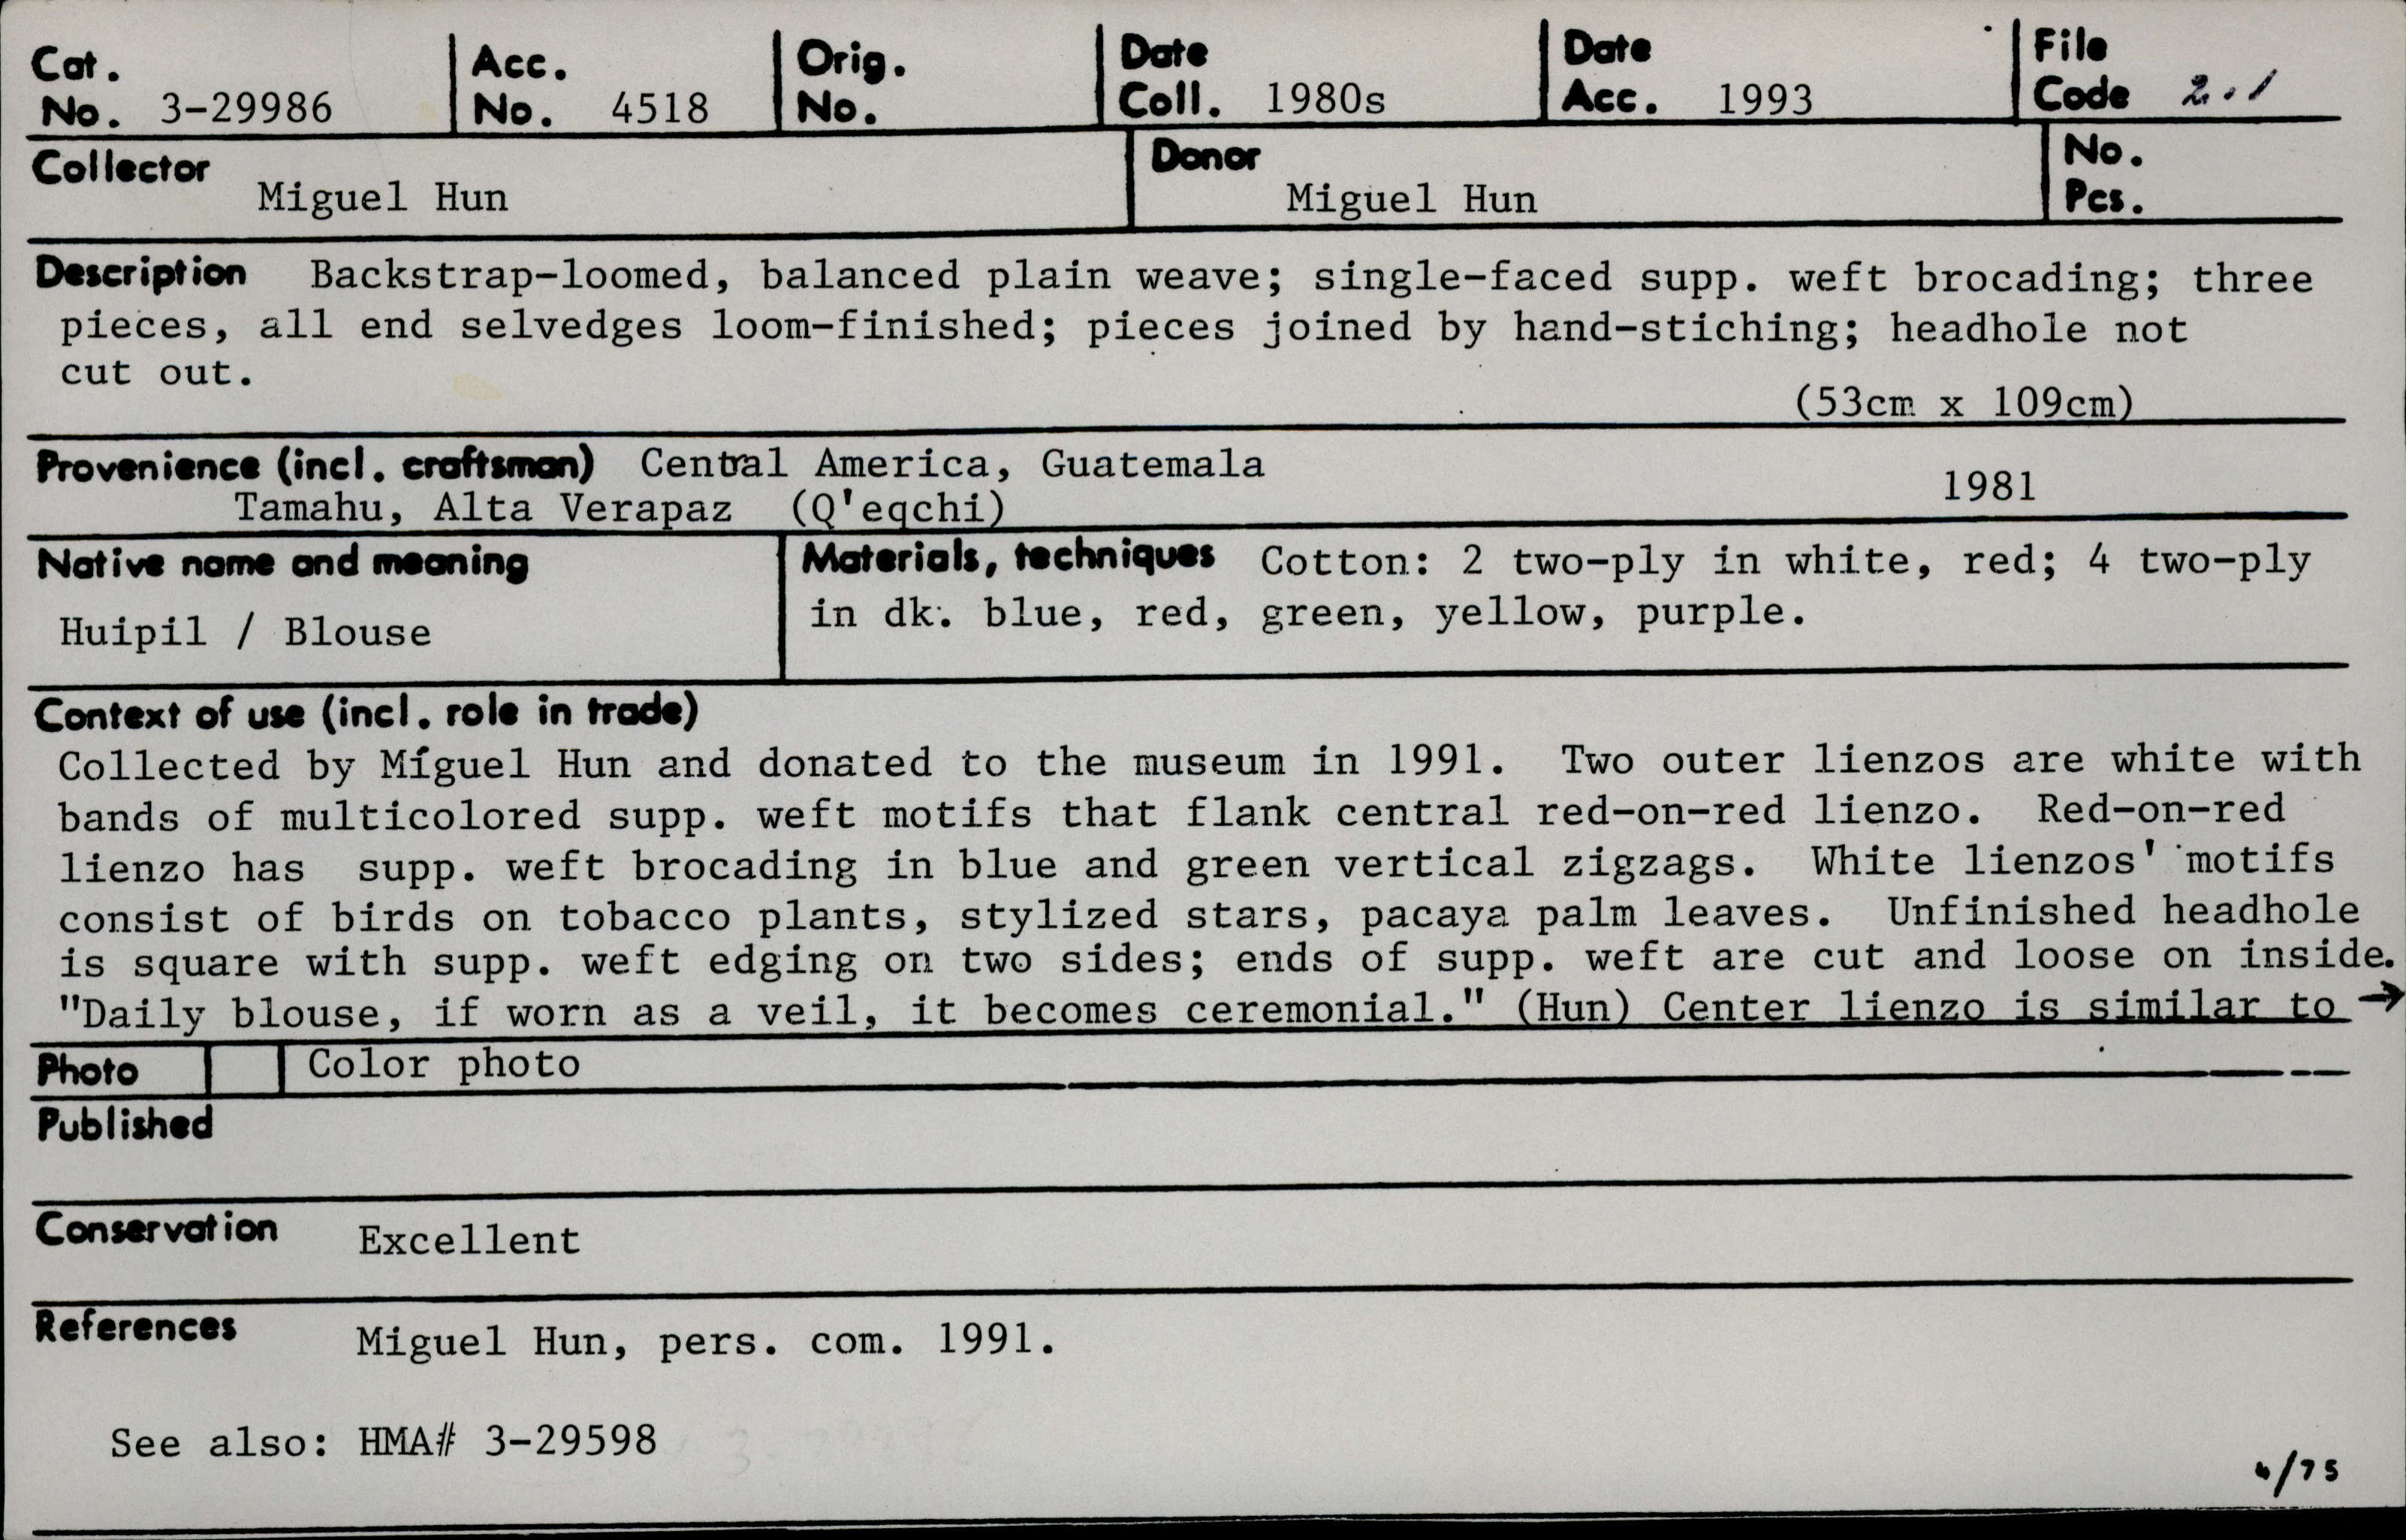 Cat. No. 3-29986
Acc. No. 4518
Orig. No.
Date Coll. 1980s
Date Acc. 1993
File Code 2.1
Collector Miguel Hun
Donor Miguel Hun
No. Pcs.
Description Backstrap-loomed, balanced plain weave; single-faced supp. weft brocading; three
pieces, all end selvedges loom-finished; pieces joined by hand-stiching; headhole not
cut out.
(53cm x 109cm)
Provenience (incl. craftsman) Central America, Guatemala
Tamahu, Alta Verapaz (Q'eqchi)
1981
Native name and meaning
Huipil / Blouse
Materials, techniques Cotton: 2 two-ply in white, red; 4 two-ply
in dk. blue, red, green, yellow, purple.
Context of use (incl. role in trade)
Collected by Míguel Hun and donated to the museum in 1991. Two outer lienzos are white with
bands of multicolored supp. weft motifs that flank central red-on-red lienzo. Red-on-red
lienzo has supp. weft brocading in blue and green vertical zigzags. White lienzos' motifs
consist of birds on tobacco plants, stylized stars, pacaya palm leaves. Unfinished headhole
is square with supp. weft edging on two sides; ends of supp. weft are cut and loose on inside.
"Daily blouse, if worn as a veil, it becomes ceremonial." (Hun) Center lienzo is similar to →
Photo Color photo
Published
Conservation Excellent
References Miguel Hun, pers. com. 1991.
See also: HMA# 3-29598
/75